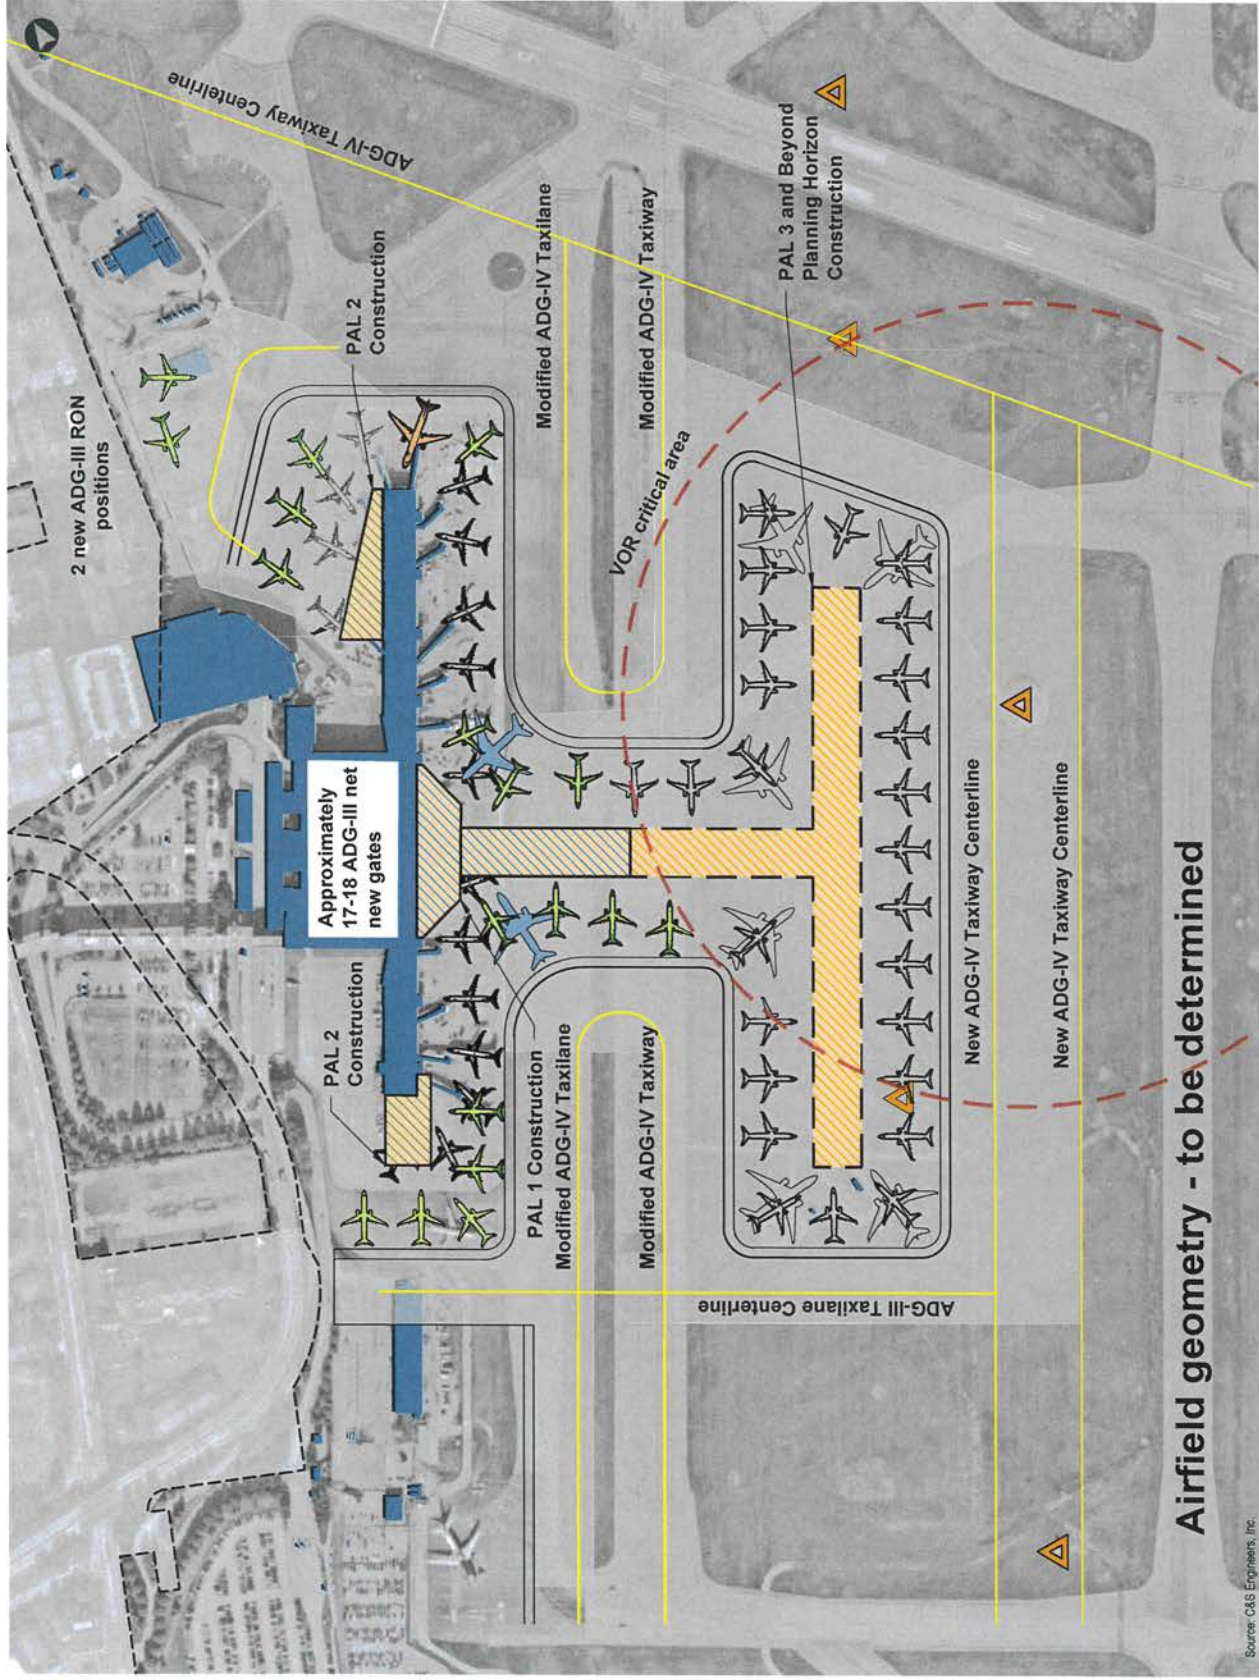 2 new ADG-III RON
positions
ADG-IV Taxiway Centelrine
PAL 2
Construction
Modified ADG-IV Taxilane
Modified ADG-IV Taxiway
PAL 3 and Beyond
Planning Horizon
Construction
VOR critical area
Approximately
17-18 ADG-III net
new gates
PAL 2
Construction
PAL 1 Construction
Modified ADG-IV Taxilane
Modified ADG-IV Taxiway
ADG-III Taxilane Centerline
New ADG-IV Taxiway Centerline
New ADG-IV Taxiway Centerline
Airfield geometry - to be determined
Source: C&S Engineers, Inc.